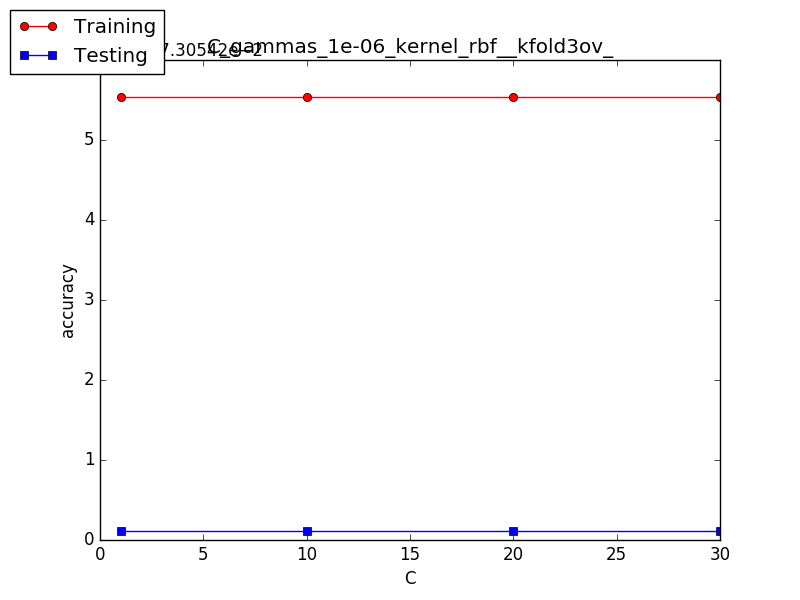 Training
Testing
7.30542e−2
C_gammas_1e-06_kernel_rbf__kfold3ov_
accuracy
5
4
3
2
1
0
0 5 10 15 20 25 30
C